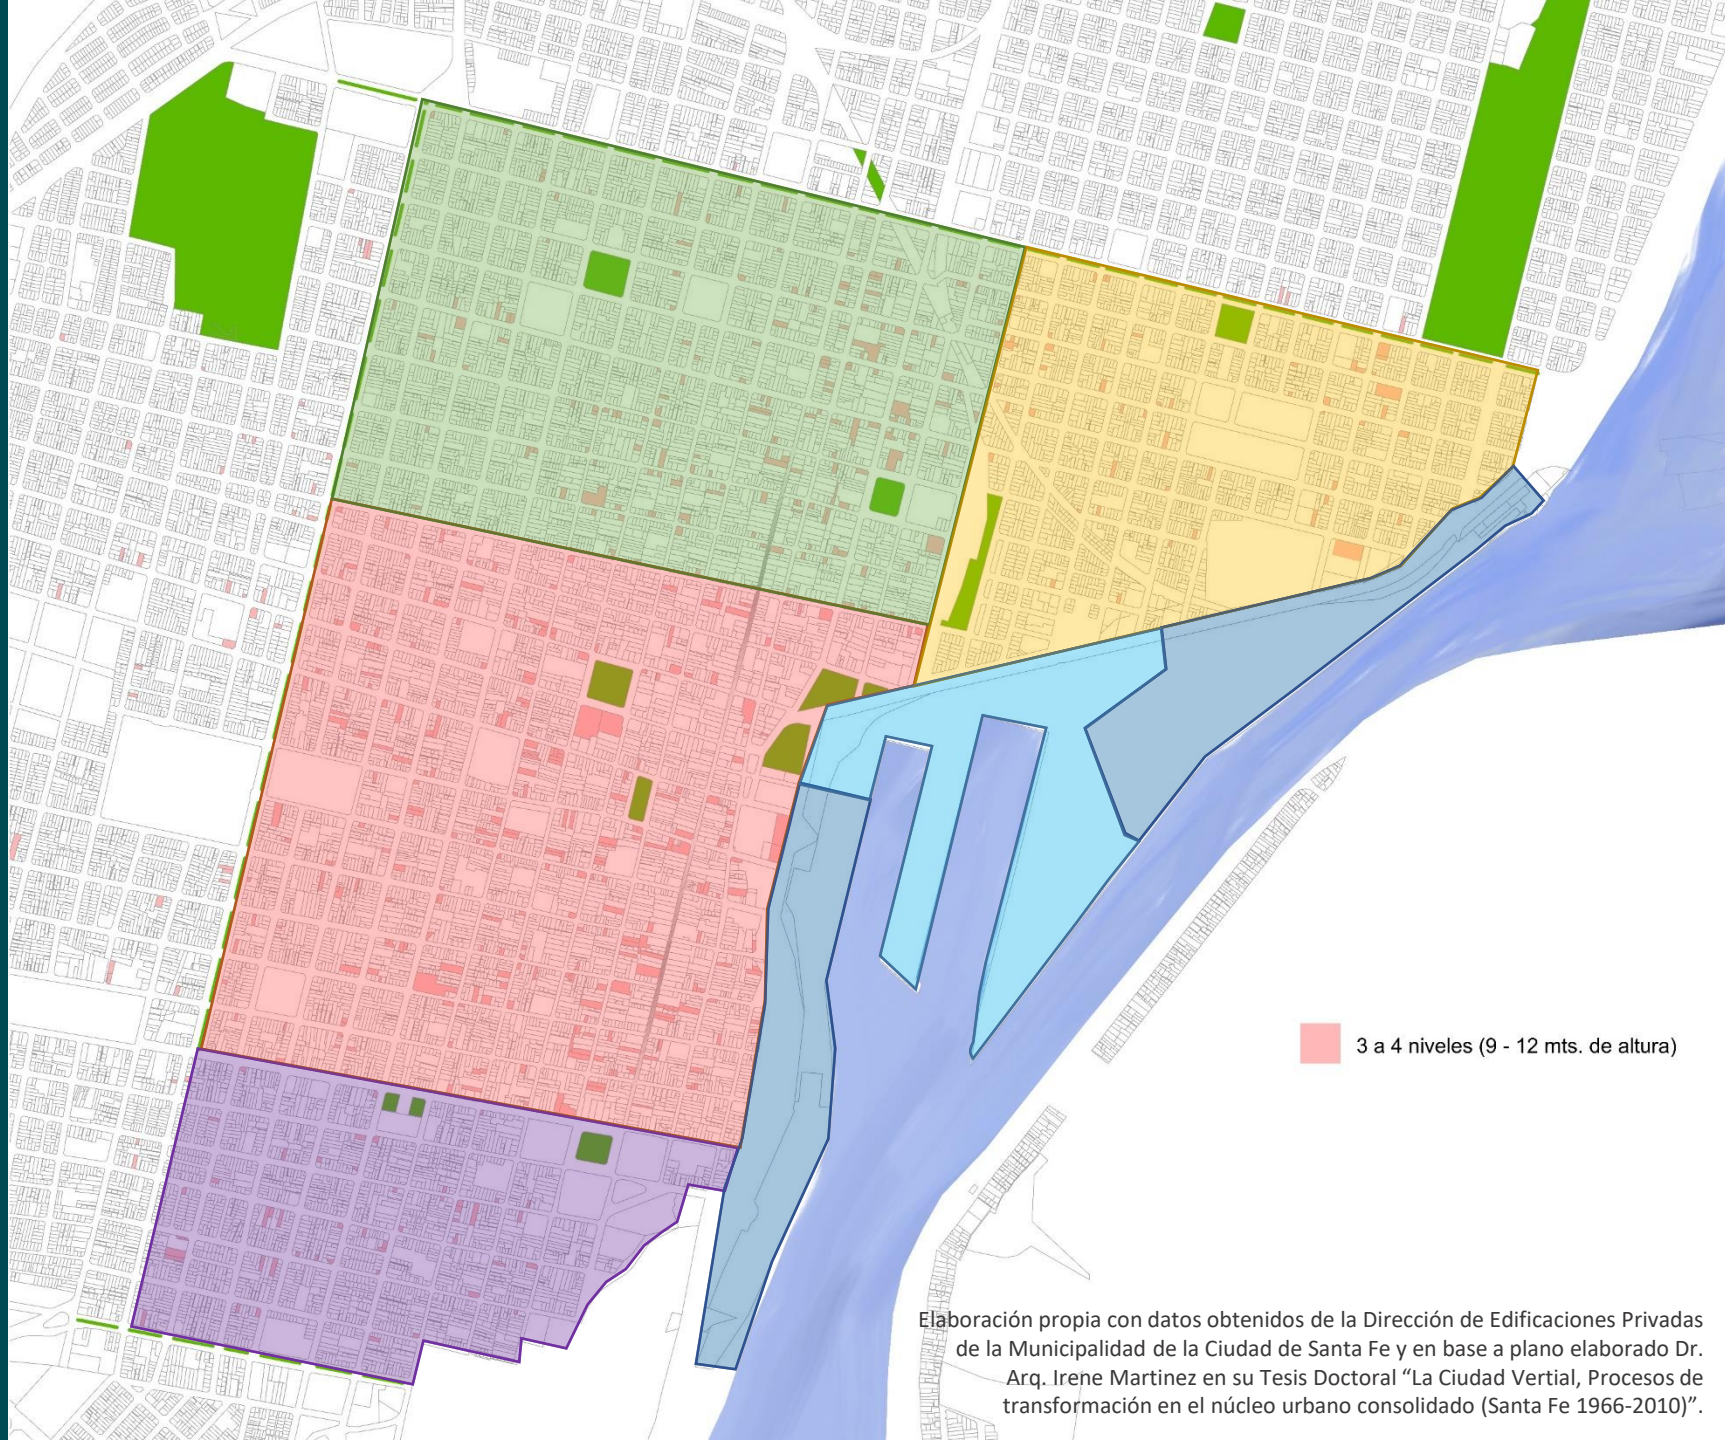 3 a 4 niveles (9 - 12 mts. de altura)
Elaboración propia con datos obtenidos de la Dirección de Edificaciones Privadas
de la Municipalidad de la Ciudad de Santa Fe y en base a plano elaborado Dr.
Arq. Irene Martinez en su Tesis Doctoral “La Ciudad Vertial, Procesos de
transformación en el núcleo urbano consolidado (Santa Fe 1966-2010)”.